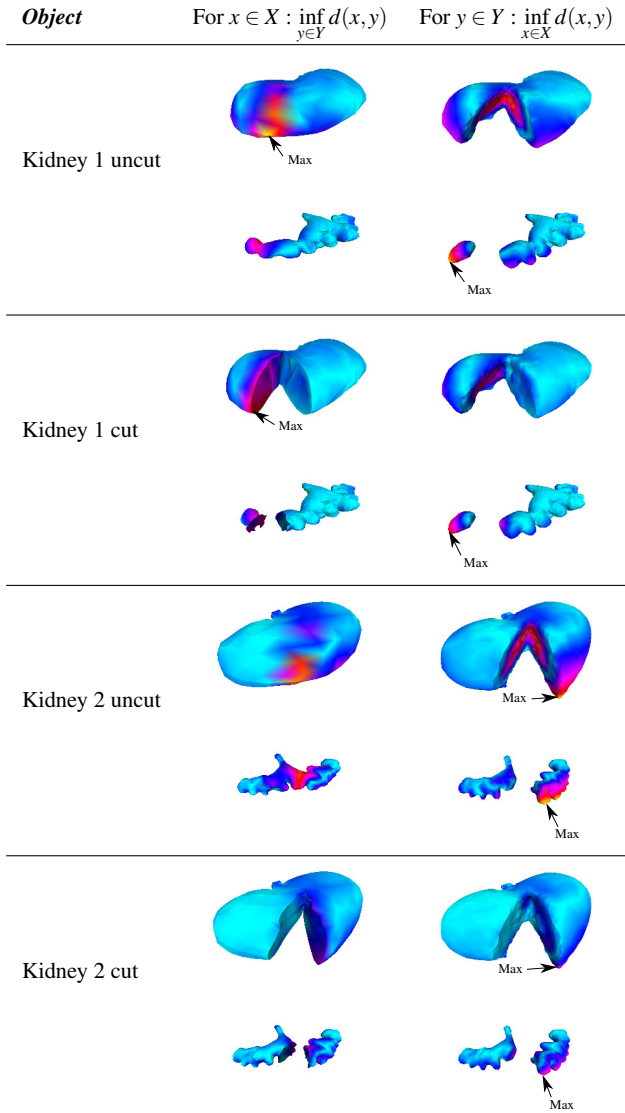 Object For x ∈ X : inf d(x, y) For y ∈ Y : inf d(x, y)
y∈Y x∈X
Max
Kidney 1 uncut
Max
Kidney 1 cut
Max
Max
Max
Kidney 2 uncut
Max
Kidney 2 cut
Max
Max